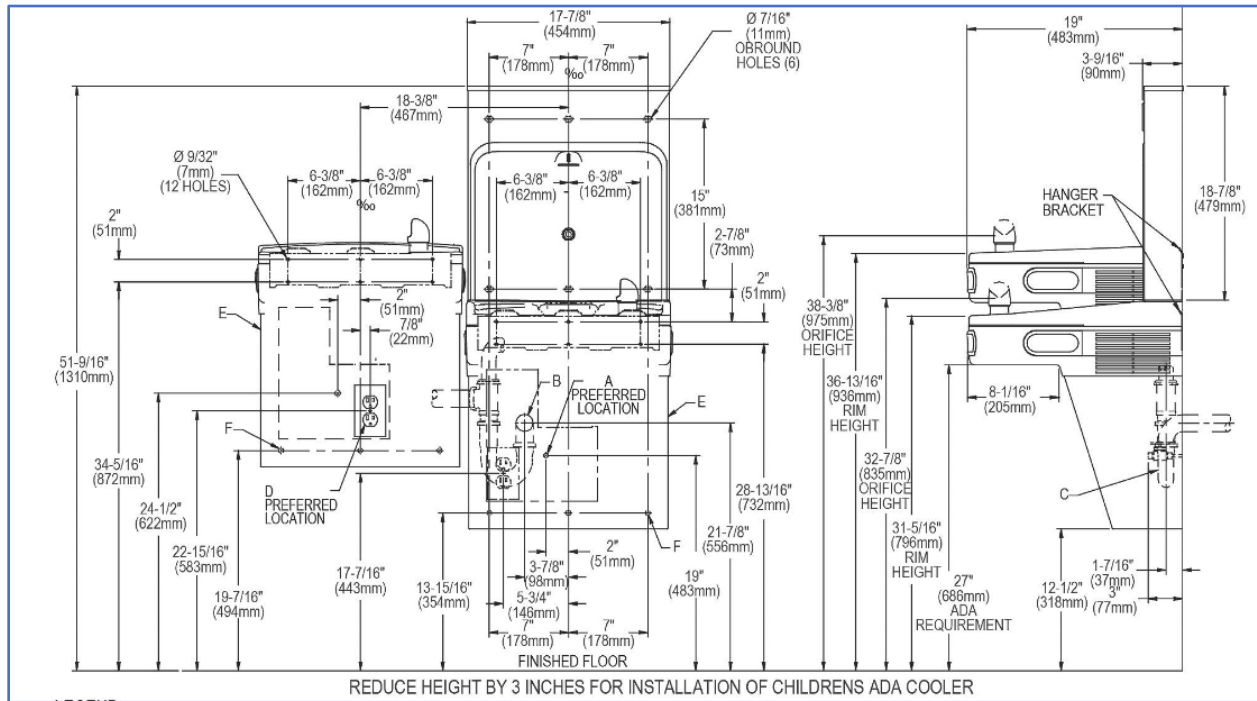 17-7/8"
(454mm)
7"
(178mm)
7"
(178mm)
‰
Ø 7/16"
(11mm)
OBROUND
HOLES (6)
19"
(483mm)
3-9/16"
(90mm)
18-3/8"
(467mm)
Ø 9/32"
(7mm)
(12 HOLES)
6-3/8"
(162mm)
6-3/8"
(162mm)
‰
6-3/8"
(162mm)
6-3/8"
(162mm)
15"
(381mm)
HANGER
BRACKET
18-7/8"
(479mm)
2"
(51mm)
2-7/8"
(73mm)
2"
(51mm)
E
2"
(51mm)
7/8"
(22mm)
38-3/8"
(975mm)
ORIFICE
HEIGHT
51-9/16"
(1310mm)
B
A
PREFERRED
LOCATION
E
36-13/16"
(936mm)
RIM
HEIGHT
8-1/16"
(205mm)
F
34-5/16"
(872mm)
D
PREFERRED
LOCATION
32-7/8"
(835mm)
ORIFICE
HEIGHT
C
24-1/2"
(622mm)
28-13/16"
(732mm)
31-5/16"
(796mm)
RIM
HEIGHT
22-15/16"
(583mm)
21-7/8"
(556mm)
F
2"
(51mm)
17-7/16"
(443mm)
13-15/16"
(354mm)
3-7/8"
(98mm)
19"
(483mm)
27"
(686mm)
ADA
REQUIREMENT
12-1/2"
(318mm)
1-7/16"
(37mm)
3"
(77mm)
19-7/16"
(494mm)
5-3/4"
(146mm)
7"
(178mm)
7"
(178mm)
FINISHED FLOOR
REDUCE HEIGHT BY 3 INCHES FOR INSTALLATION OF CHILDRENS ADA COOLER